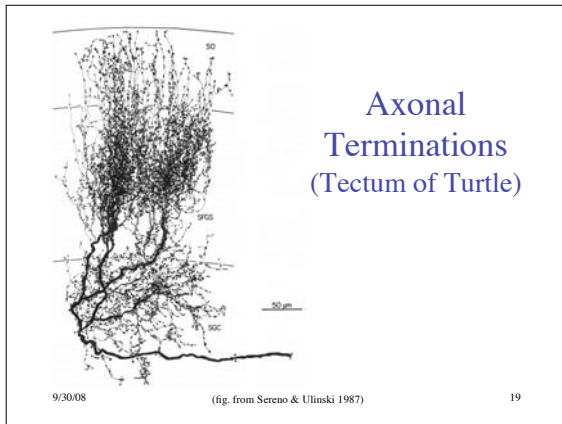 SO
Axonal
Terminations
(Tectum of Turtle)
SFGS
50 µm
SGC
9/30/08
(fig. from Sereno & Ulinski 1987)
19